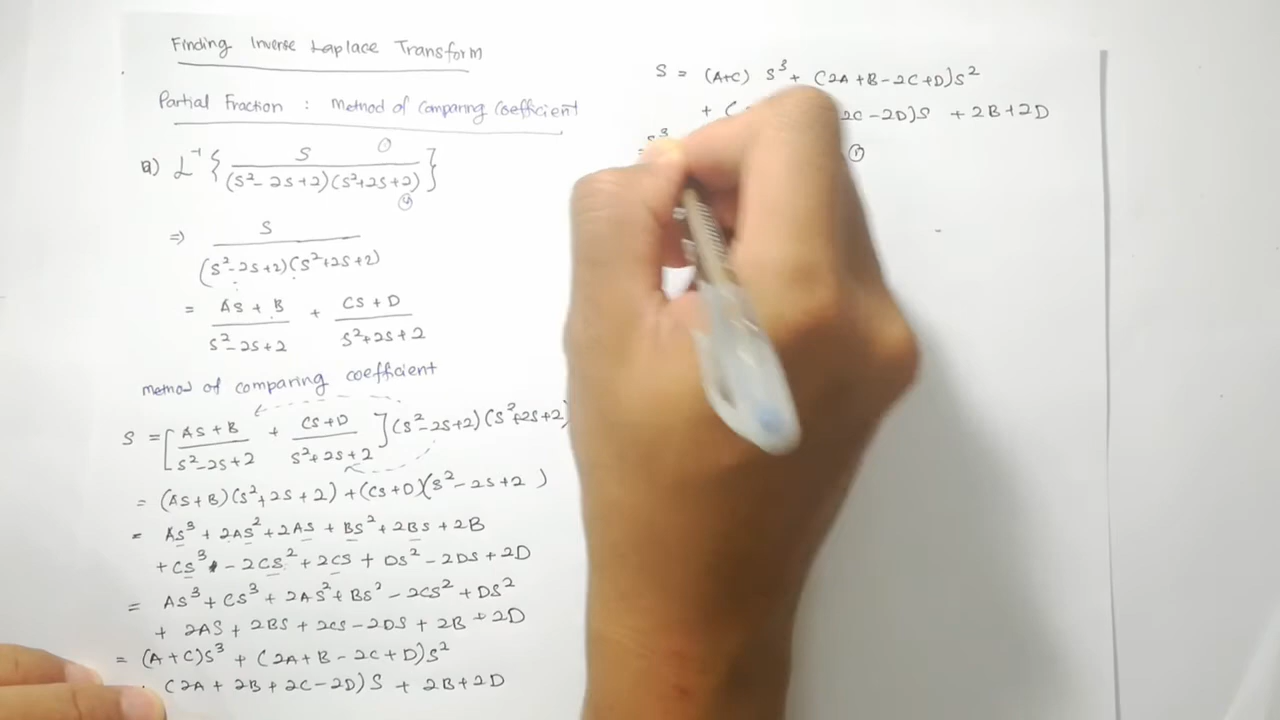 Finding Inverse Laplace Transform
Partial Fraction : Method of Comparing Coefficient
a) L⁻¹ { S / (S²-2S+2)(S²+2S+2) }
=> S / (S²-2S+2)(S²+2S+2)
= AS + B / S²-2S+2 + CS + D / S²+2S+2
method of comparing coefficient
S = [ AS+B / S²-2S+2 + CS+D / S²+2S+2 ] (S²-2S+2)(S²+2S+2)
= (AS+B)(S²+2S+2) + (CS+D)(S²-2S+2)
= AS³ + 2AS² + 2AS + BS² + 2BS + 2B
+ CS³ - 2CS² + 2CS + DS² - 2DS + 2D
= AS³ + CS³ + 2AS² + BS² - 2CS² + DS²
+ 2AS + 2BS + 2CS - 2DS + 2B + 2D
= (A+C)S³ + (2A+B-2C+D)S²
(2A + 2B + 2C - 2D)S + 2B+2D
S = (A+C) S³ + (2A+B-2C+D)S²
+ ( 2C-2D)S + 2B+2D
S³